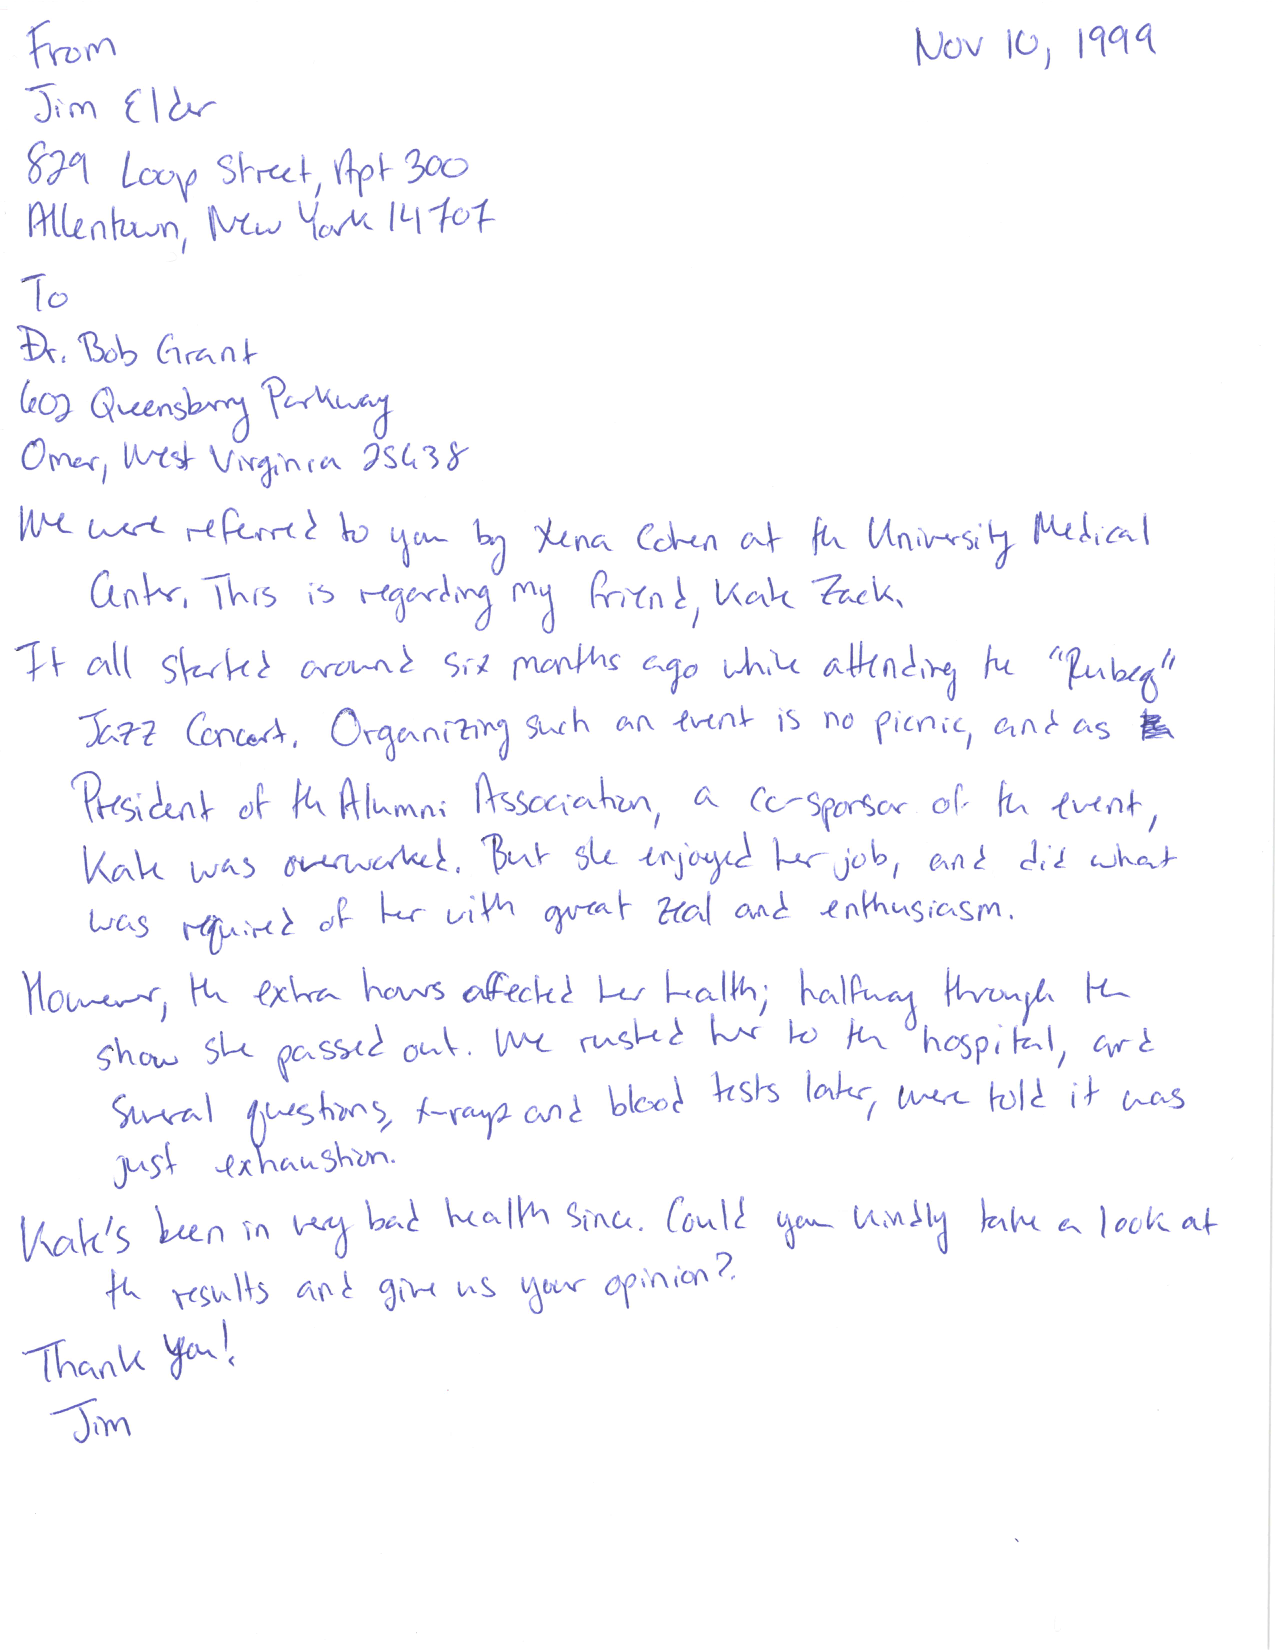 Nov 10, 1999
From
Jim Elder
829 Loop Street, Apt 300
Allentown, New York 14707
To
Dr. Bob Grant
602 Queensbrry Parkway
Omar, West Virginia 25638
We were referred to you by Xena Cohen at the University Medical
Center. This is regarding my friend, Kate Zack.
It all started around six months ago while attending the "Rubeq"
Jazz Concert. Organizing such an event is no picnic, and as
President of the Alumni Association, a co-sponsor of the event,
Kate was overworked. But she enjoyed her job, and did what
was required of her with great zeal and enthusiasm.
However, the extra hours affected her health; halfway through the
show she passed out. We rushed her to the hospital, and
several questions, x-rays and blood tests later, were told it was
just exhaustion.
Kate's been in very bad health since. Could you kindly take a look at
the results and give us your opinion?
Thank you!
Jim